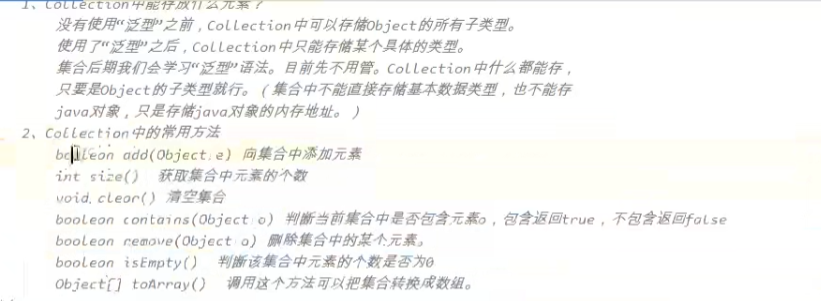 1、Collection中能存放什么元素？
没有使用“泛型”之前，Collection中可以存储Object的所有子类型。
使用了“泛型”之后，Collection中只能存储某个具体的类型。
集合后期我们会学习“泛型”语法。目前先不用管。Collection中什么都能存，
只要是Object的子类型就行。（集合中不能直接存储基本数据类型，也不能存
java对象，只是存储java对象的内存地址。）
2、Collection中的常用方法
boolean add(Object e) 向集合中添加元素
int size() 获取集合中元素的个数
void clear() 清空集合
boolean contains(Object o) 判断当前集合中是否包含元素o，包含返回true，不包含返回false
boolean remove(Object o) 删除集合中的某个元素。
boolean isEmpty() 判断该集合中元素的个数是否为0
Object[] toArray() 调用这个方法可以把集合转换成数组。